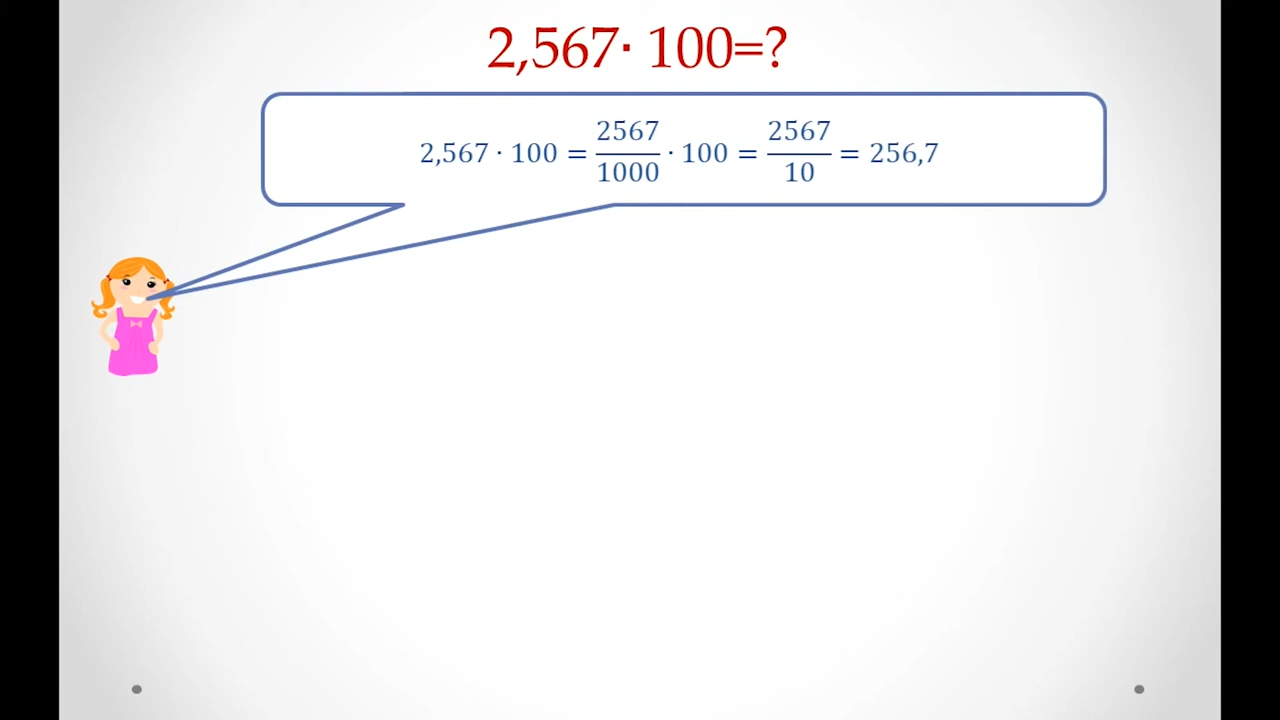 2,567· 100=?
2,567 · 100 = 2567/1000 · 100 = 2567/10 = 256,7